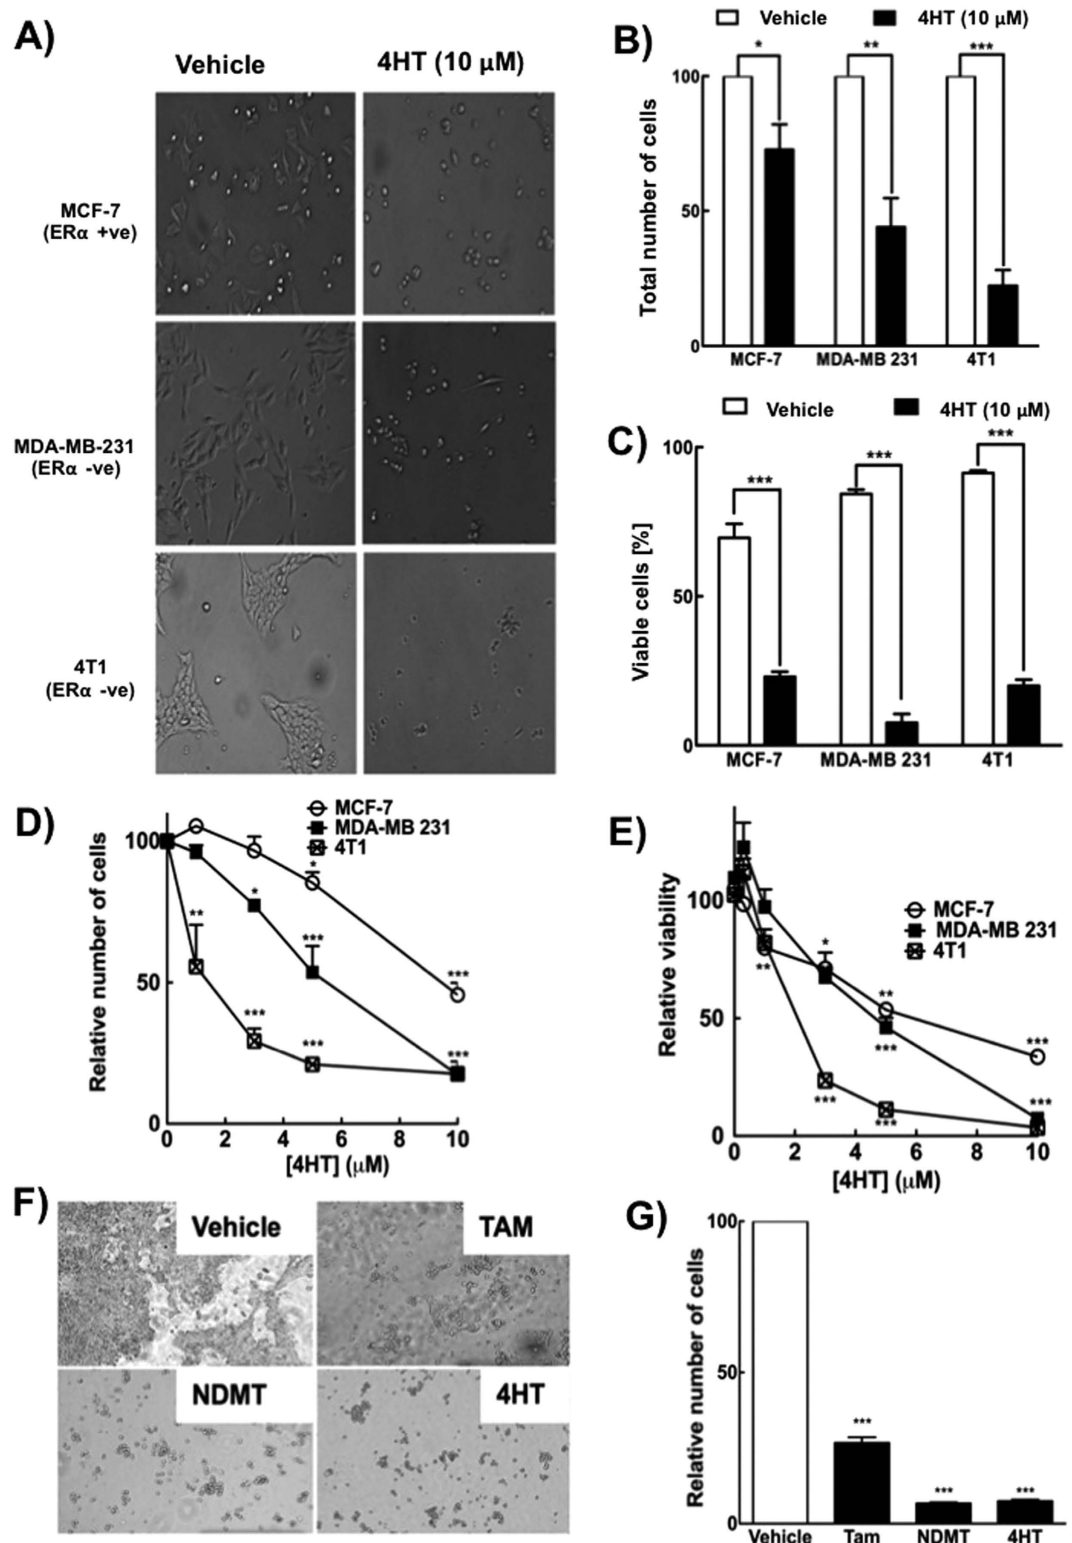 A)
Vehicle
4HT (10 µM)
MCF-7
(ERα +ve)
MDA-MB-231
(ERα -ve)
4T1
(ERα -ve)
B)
Vehicle
4HT (10 µM)
Total number of cells
100
50
0
*
**
***
MCF-7
MDA-MB 231
4T1
C)
Vehicle
4HT (10 µM)
Viable cells [%]
100
50
0
***
***
***
MCF-7
MDA-MB 231
4T1
D)
Relative number of cells
MCF-7
MDA-MB 231
4T1
100
50
0
**
*
*
***
***
***
***
***
0 2 4 6 8 10
[4HT] (µM)
E)
Relative viability
MCF-7
MDA-MB 231
4T1
100
50
0
*
**
**
***
***
***
***
***
0 2 4 6 8 10
[4HT] (µM)
F)
Vehicle
TAM
NDMT
4HT
G)
Relative number of cells
100
50
0
***
***
***
Vehicle Tam NDMT 4HT